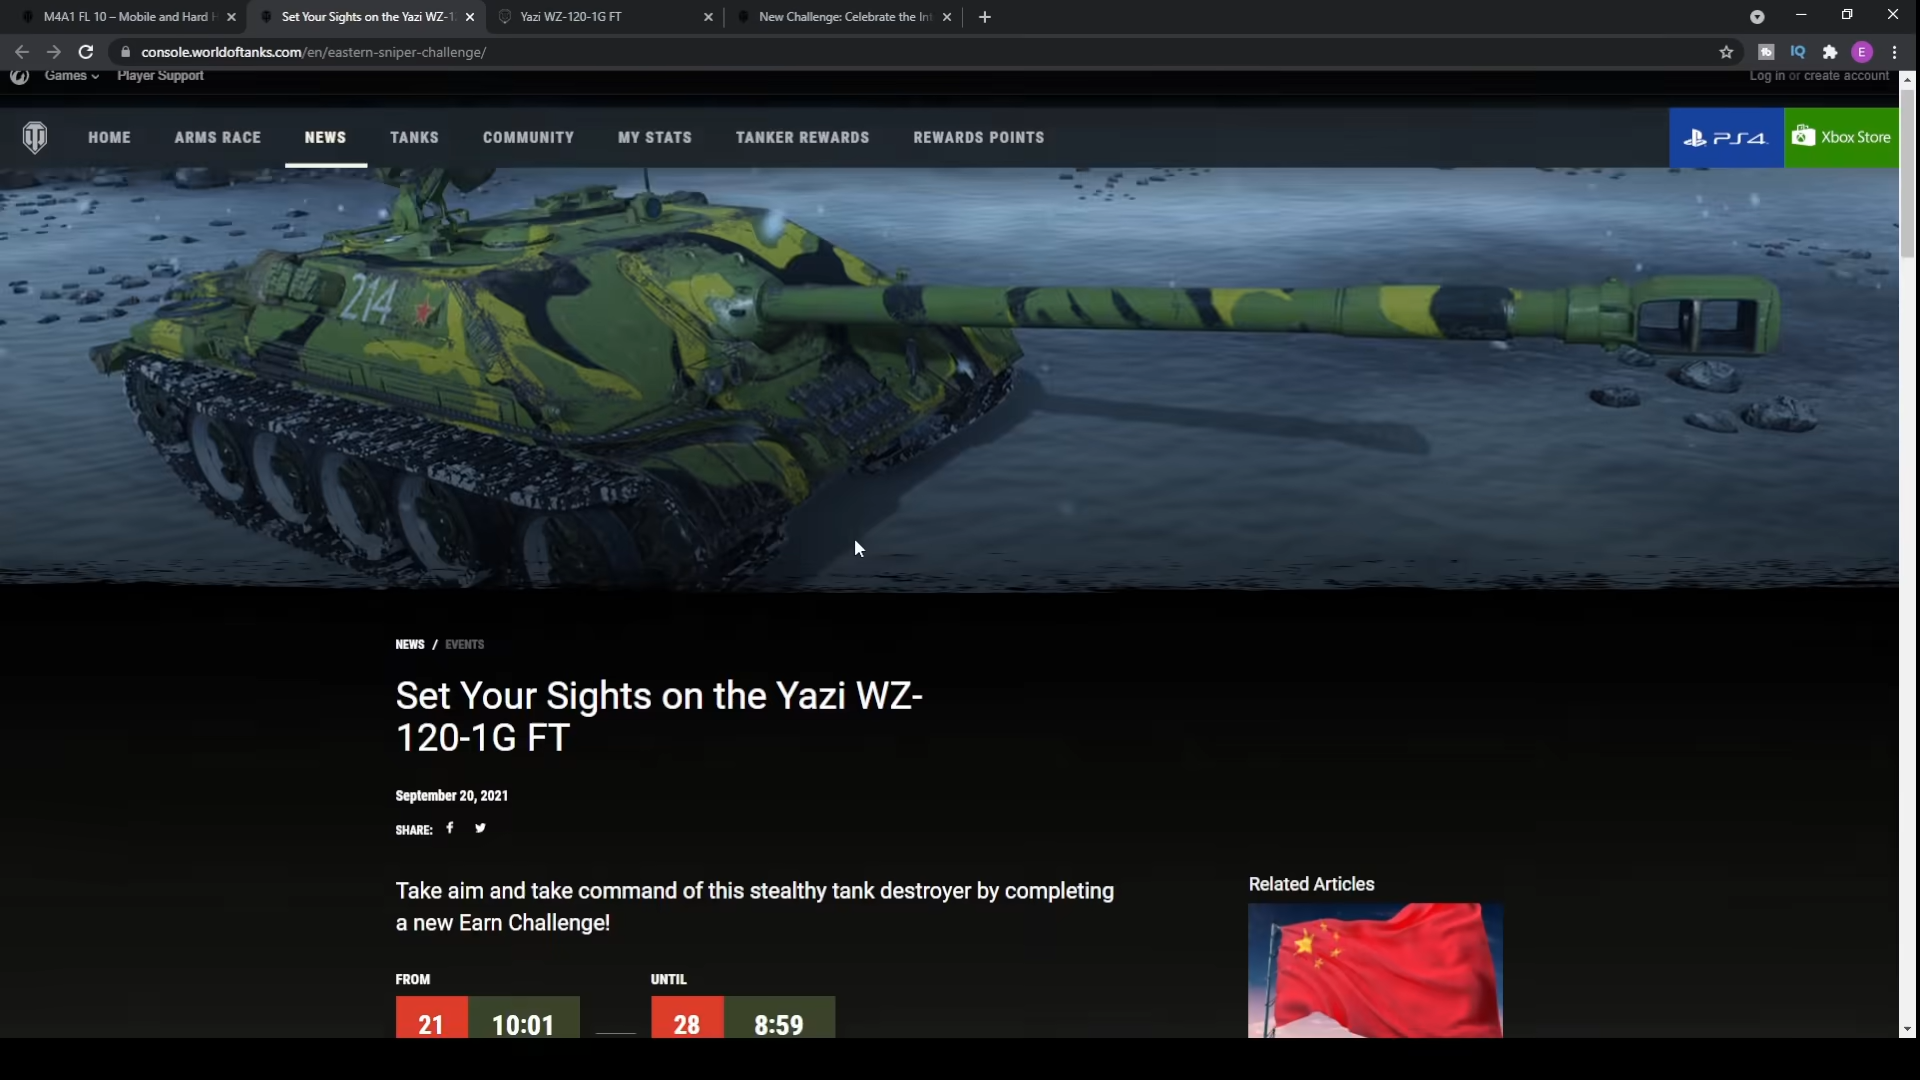 M4A1 FL 10 – Mobile and Hard H
Set Your Sights on the Yazi WZ-1
Yazi WZ-120-1G FT
New Challenge: Celebrate the Int
console.worldoftanks.com/en/eastern-sniper-challenge/
IQ
E
Games
Player Support
Log in or create account
HOME
ARMS RACE
NEWS
TANKS
COMMUNITY
MY STATS
TANKER REWARDS
REWARDS POINTS
PS4
Xbox Store
214
NEWS / EVENTS
Set Your Sights on the Yazi WZ-
120-1G FT
September 20, 2021
SHARE:
Take aim and take command of this stealthy tank destroyer by completing
a new Earn Challenge!
Related Articles
FROM
UNTIL
21 10:01
28 8:59